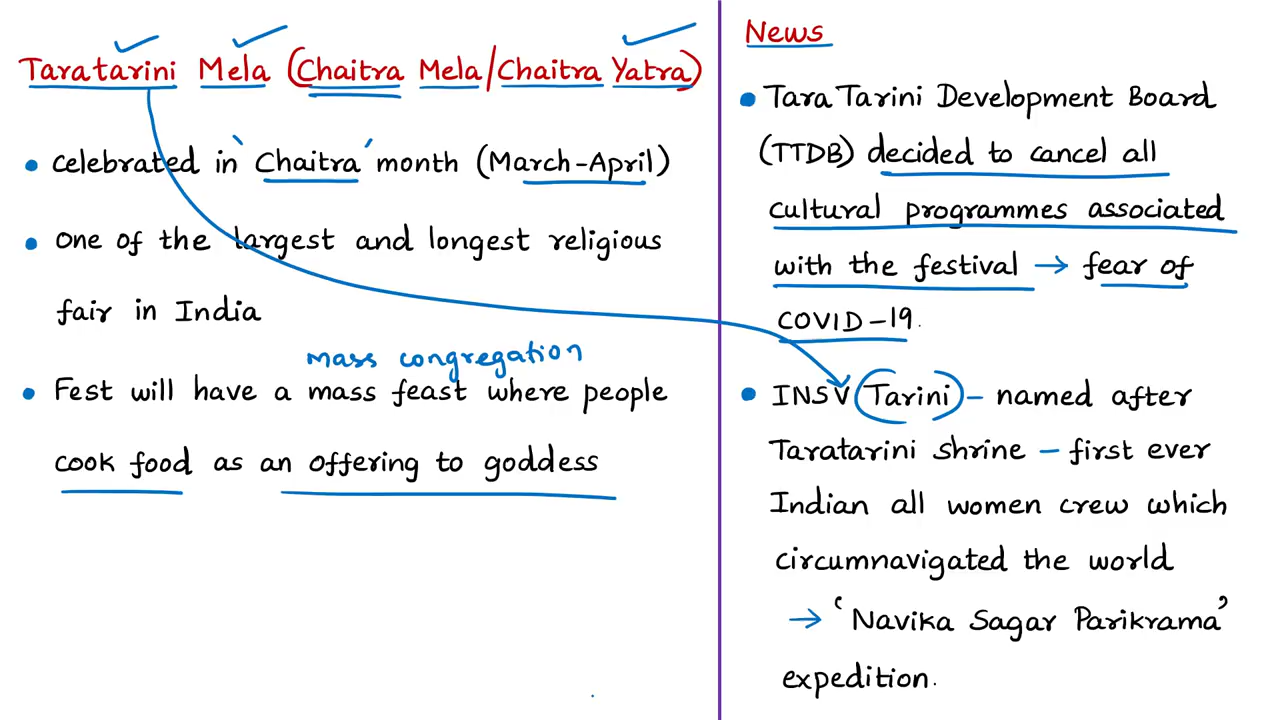 Taratarini Mela (Chaitra Mela/Chaitra Yatra)
• celebrated in 'Chaitra' month (March-April)
• One of the largest and longest religious
fair in India
mass congregation
• Fest will have a mass feast where people
cook food as an offering to goddess
News
• Tara Tarini Development Board
(TTDB) decided to cancel all
cultural programmes associated
with the festival → fear of
COVID-19.
• INSV Tarini - named after
Taratarini shrine - first ever
Indian all women crew which
circumnavigated the world
→ 'Navika Sagar Parikrama'
expedition.